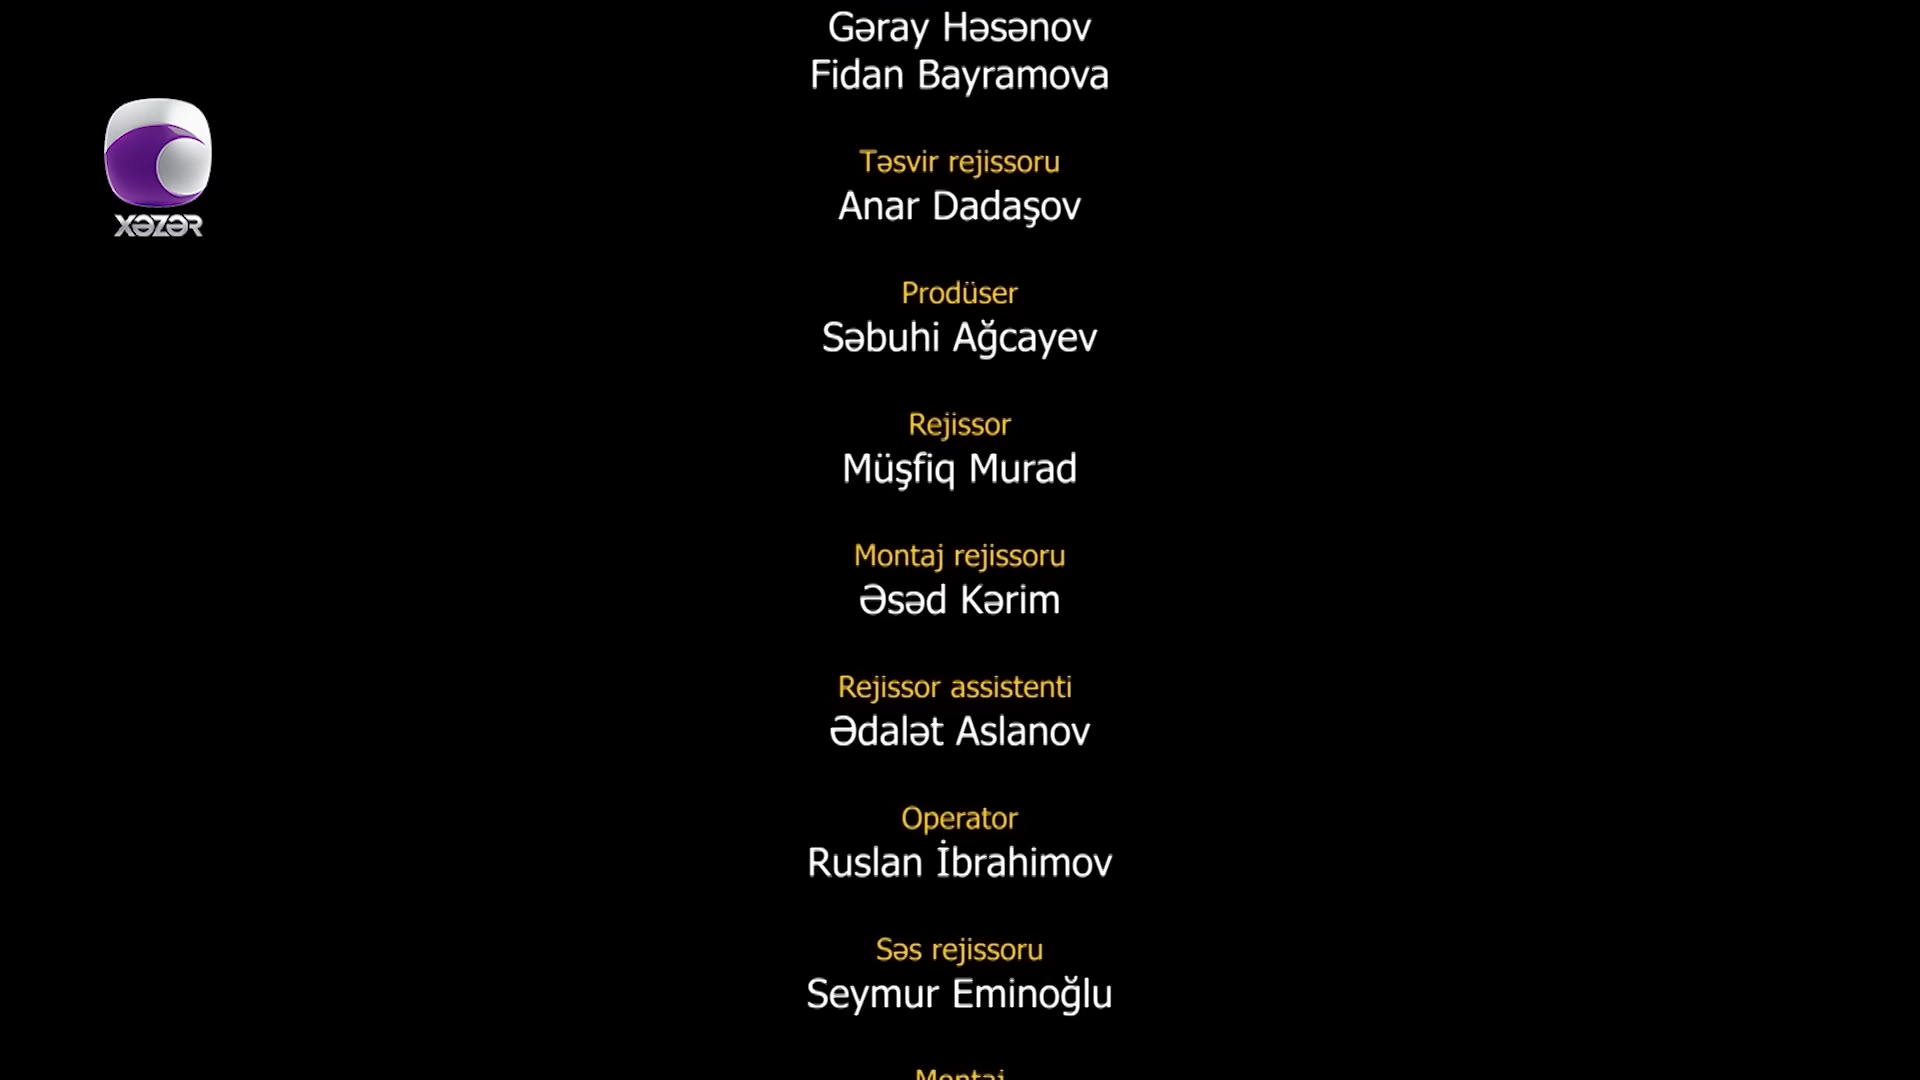 Gəray Həsənov
Fidan Bayramova
XƏZƏR
Təsvir rejissoru
Anar Dadaşov
Prodüser
Səbuhi Ağcayev
Rejissor
Müşfiq Murad
Montaj rejissoru
Əsəd Kərim
Rejissor assistenti
Ədalət Aslanov
Operator
Ruslan İbrahimov
Səs rejissoru
Seymur Eminoğlu
Montaj